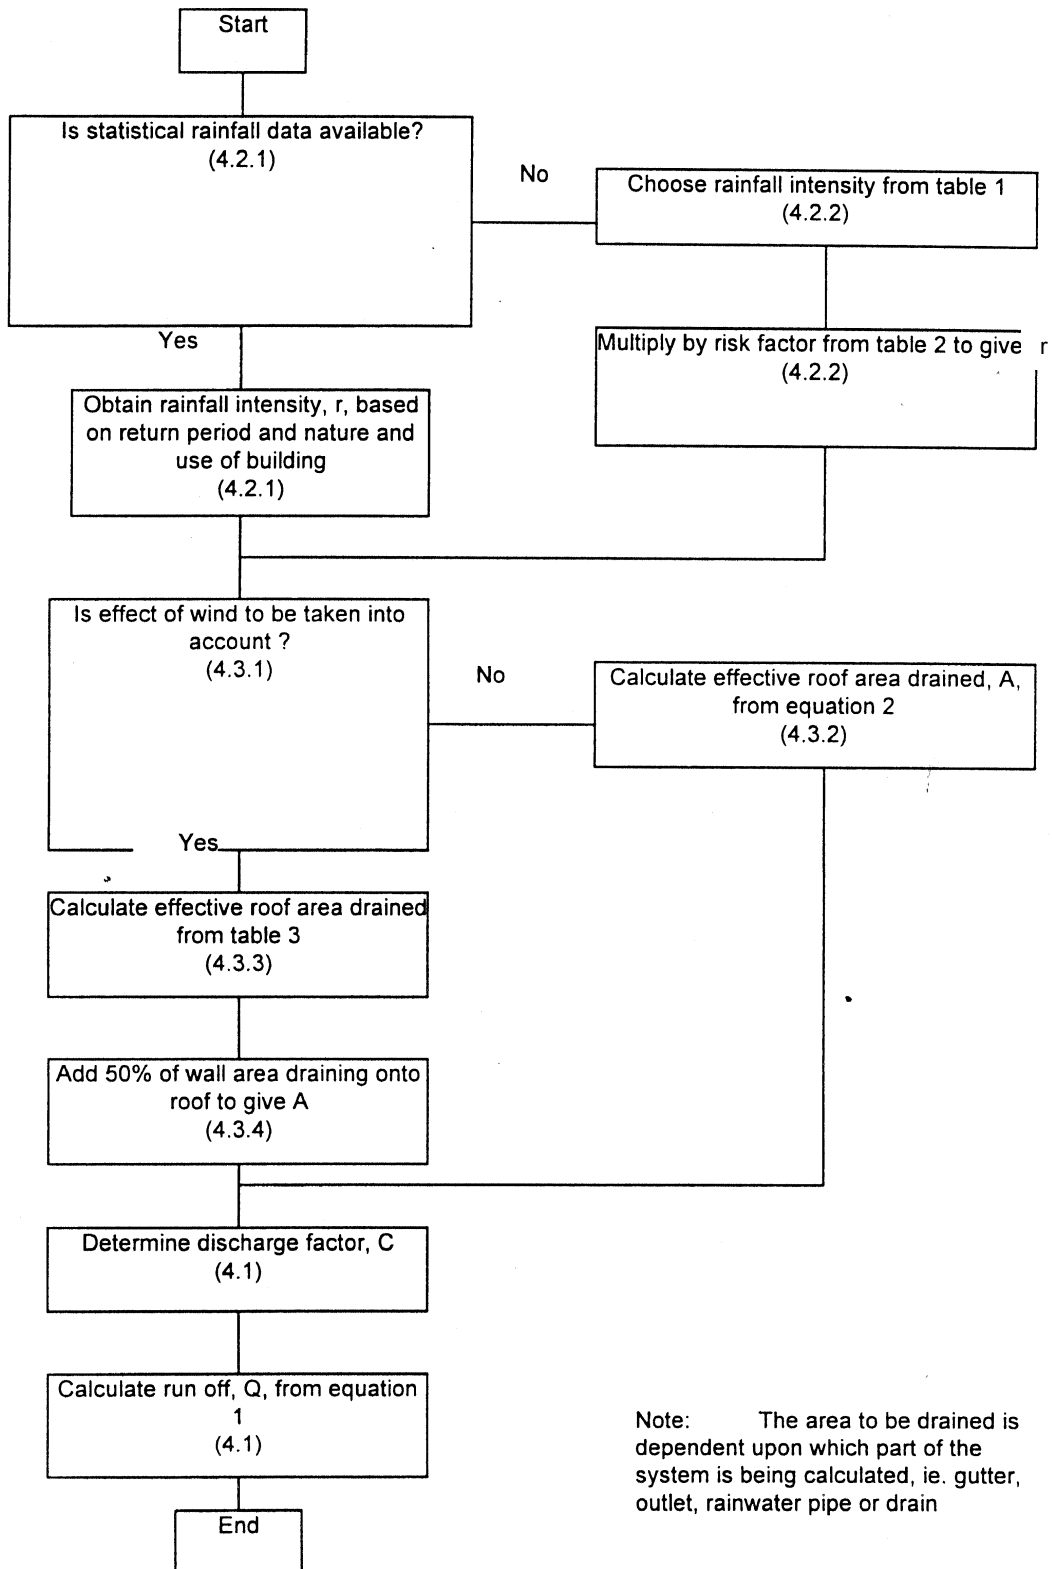 Start
Is statistical rainfall data available?
(4.2.1)
No
Choose rainfall intensity from table 1
(4.2.2)
Yes
Multiply by risk factor from table 2 to give r
(4.2.2)
Obtain rainfall intensity, r, based
on return period and nature and
use of building
(4.2.1)
Is effect of wind to be taken into
account ?
(4.3.1)
No
Calculate effective roof area drained, A,
from equation 2
(4.3.2)
Yes
Calculate effective roof area drained
from table 3
(4.3.3)
Add 50% of wall area draining onto
roof to give A
(4.3.4)
Determine discharge factor, C
(4.1)
Calculate run off, Q, from equation
1
(4.1)
End
Note: The area to be drained is
dependent upon which part of the
system is being calculated, ie. gutter,
outlet, rainwater pipe or drain